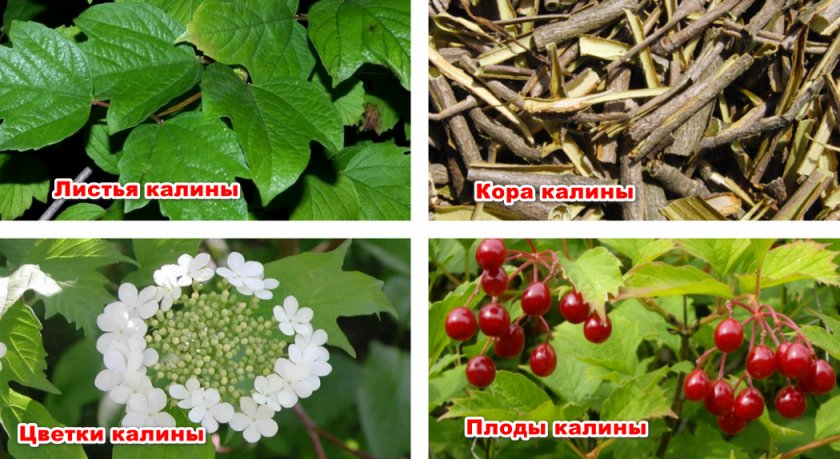 Листья калины
Кора калины
Цветки калины
Плоды калины